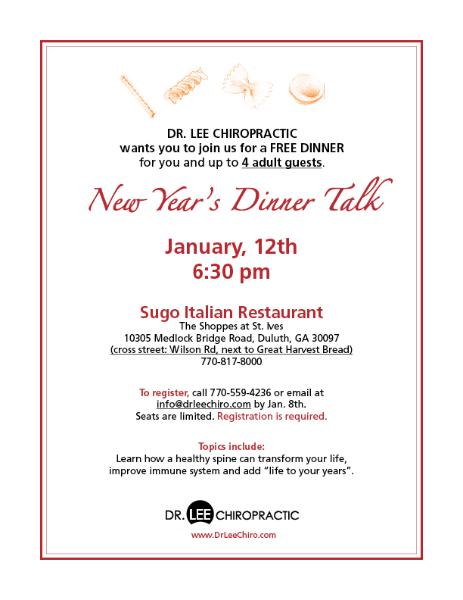 DR. LEE CHIROPRACTIC
wants you to join us for a FREE DINNER
for you and up to 4 adult guests.
New Year's Dinner Talk
January, 12th
6:30 pm
Sugo Italian Restaurant
The Shoppes at St. Ives
10305 Medlock Bridge Road, Duluth, GA 30097
(cross street: Wilson Rd, next to Great Harvest Bread)
770-817-8000
To register, call 770-559-4236 or email at
info@drleechiro.com by Jan. 8th.
Seats are limited. Registration is required.
Topics include:
Learn how a healthy spine can transform your life,
improve immune system and add “life to your years”.
DR. LEE CHIROPRACTIC
www.DrLeeChiro.com